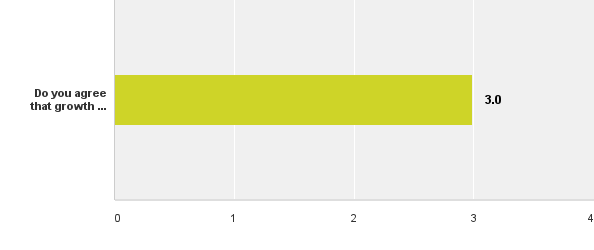 Do you agree
that growth ...
3.0
0 1 2 3 4